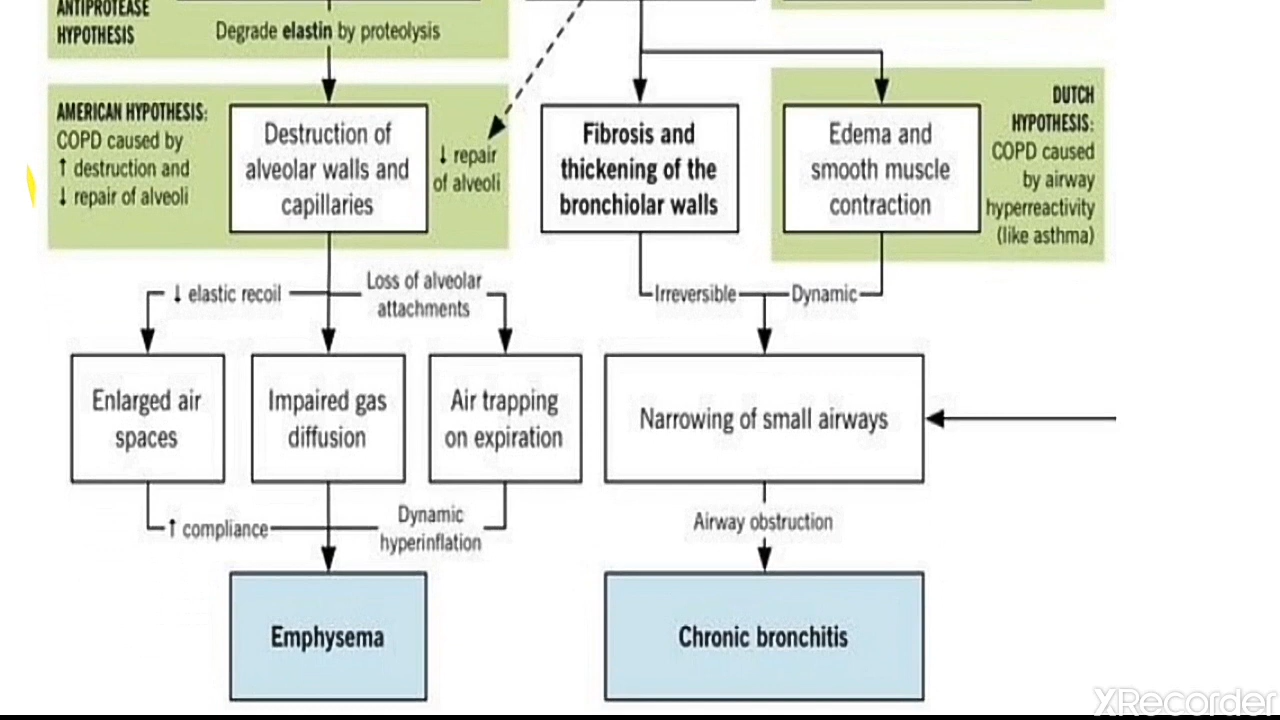 ANTIPROTEASE
HYPOTHESIS
Degrade elastin by proteolysis
AMERICAN HYPOTHESIS:
COPD caused by
↑ destruction and
↓ repair of alveoli
Destruction of
alveolar walls and
capillaries
↓ repair
of alveoli
Fibrosis and
thickening of the
bronchiolar walls
Edema and
smooth muscle
contraction
DUTCH
HYPOTHESIS:
COPD caused
by airway
hyperreactivity
(like asthma)
↓ elastic recoil
Loss of alveolar
attachments
Irreversible
Dynamic
Enlarged air
spaces
Impaired gas
diffusion
Air trapping
on expiration
Narrowing of small airways
↑ compliance
Dynamic
hyperinflation
Airway obstruction
Emphysema
Chronic bronchitis
XRecorder